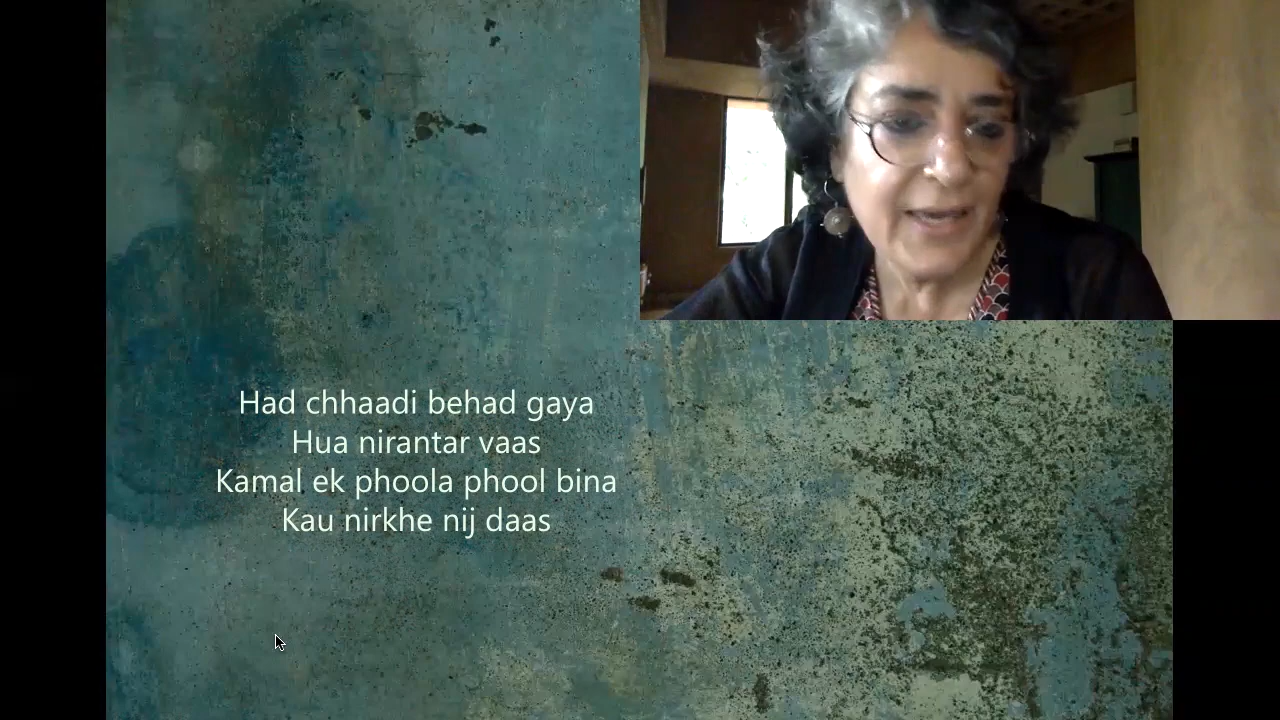 Had chhaadi behad gaya
Hua nirantar vaas
Kamal ek phoola phool bina
Kau nirkhe nij daas